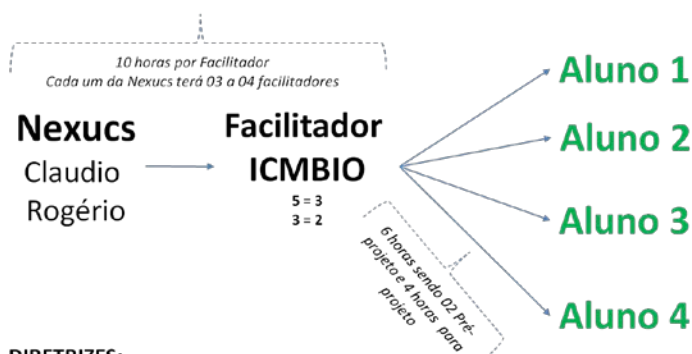 10 horas por Facilitador
Cada um da Nexucs terá 03 a 04 facilitadores
Nexucs
Claudio
Rogério
Facilitador
ICMBIO
5 = 3
3 = 2
6 horas sendo 02 Pré-
projeto e 4 horas para
projeto
Aluno 1
Aluno 2
Aluno 3
Aluno 4
DIRETRIZES: